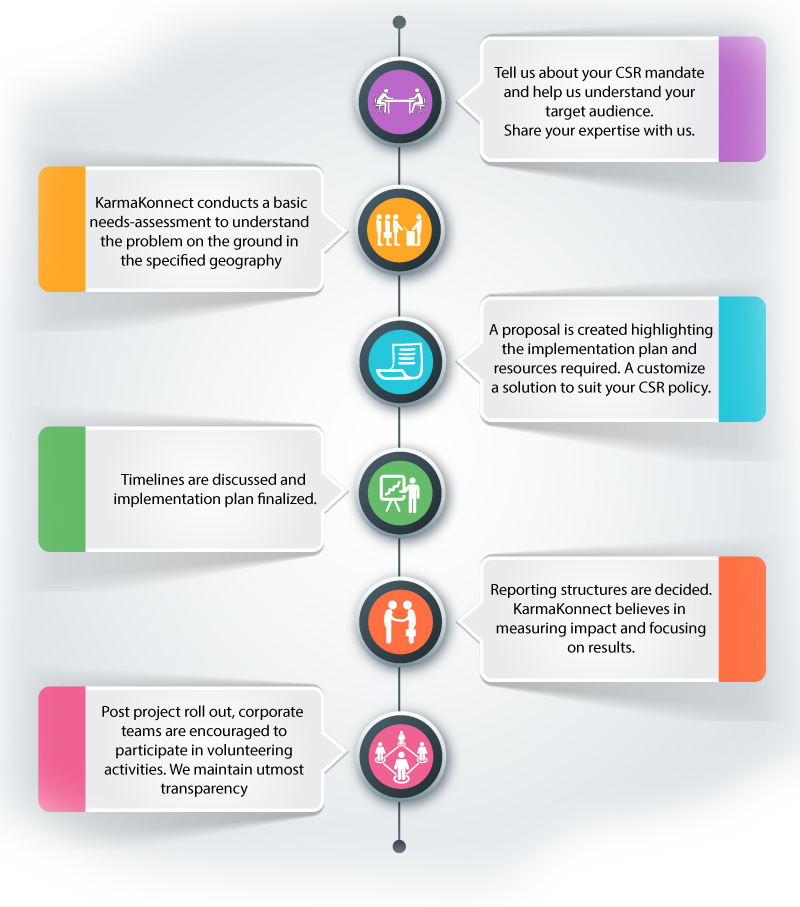 Tell us about your CSR mandate
and help us understand your
target audience.
Share your expertise with us.
KarmaKonnect conducts a basic
needs-assessment to understand
the problem on the ground in
the specified geography
A proposal is created highlighting
the implementation plan and
resources required. A customize
a solution to suit your CSR policy.
Timelines are discussed and
implementation plan finalized.
Reporting structures are decided.
KarmaKonnect believes in
measuring impact and focusing
on results.
Post project roll out, corporate
teams are encouraged to
participate in volunteering
activities. We maintain utmost
transparency